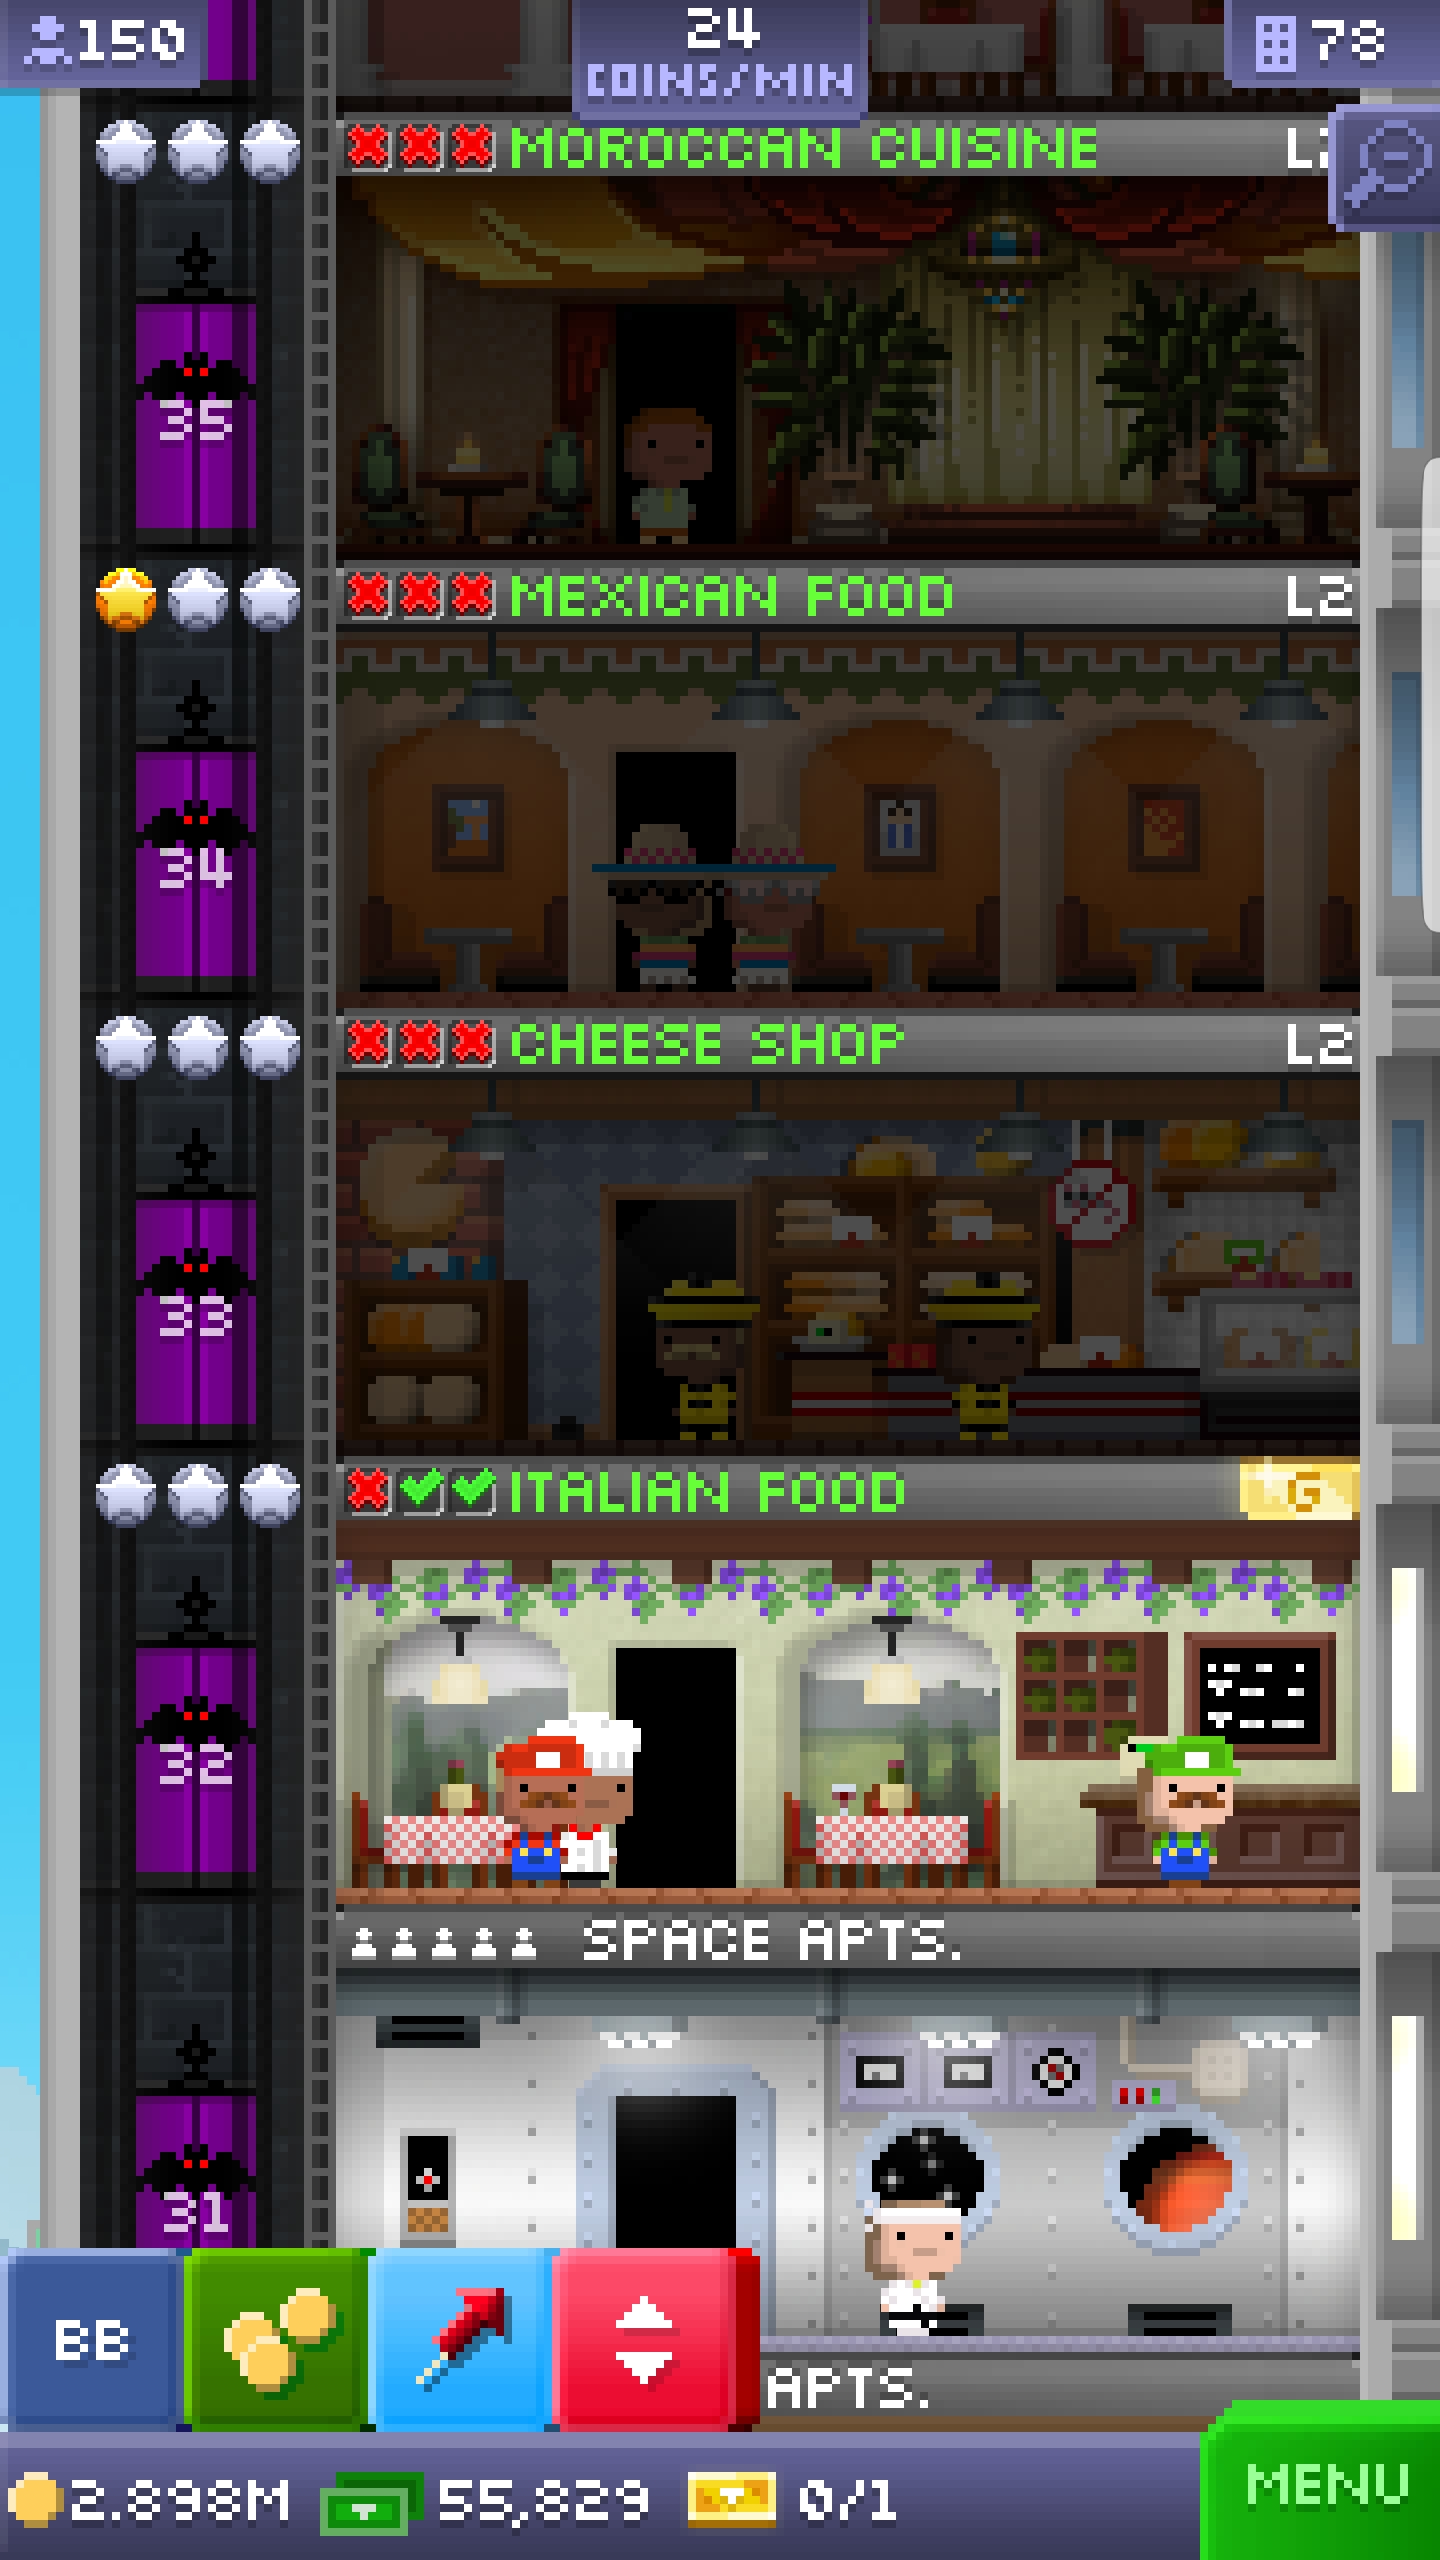 150
24
COINS/MIN
78
MOROCCAN CUISINE
35
MEXICAN FOOD L2
34
CHEESE SHOP L2
33
ITALIAN FOOD G
32
SPACE APTS.
31
BB
APTS.
2.898M 55,829 0/1
MENU